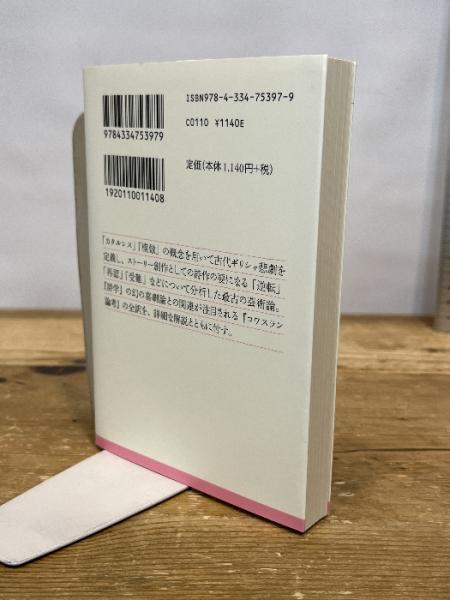 ISBN978-4-334-75397-9
C0110 ¥1140E
定価(本体1,140円+税)
9784334753979
1920110011408
「カタルシス」「模倣」の概念を用いて古代ギリシャ悲劇を
定義し、ストーリー創作としての詩作の要になる「逆転」
「再認」「受難」などについて分析した最古の芸術論。
『詩学』の幻の喜劇論との関連が注目される『コワスラン
論考』の全訳を、詳細な解説とともに付す。